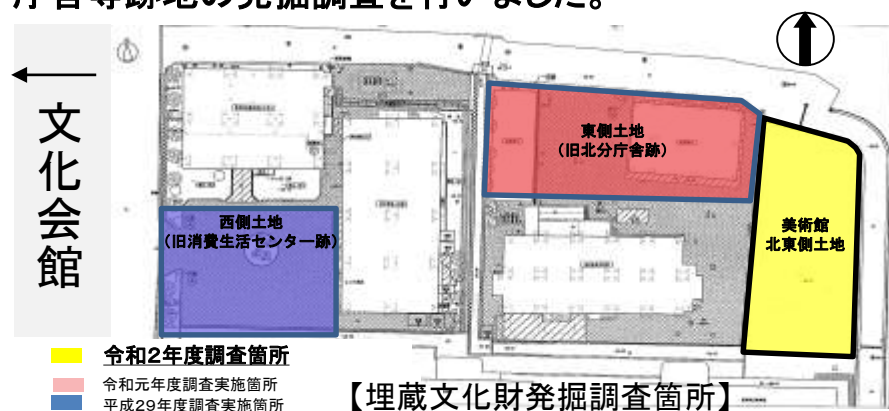 庁舎等跡地の発掘調査を行いました。
文化会館
東側土地
(旧北分庁舎跡)
西側土地
(旧消費生活センター跡)
美術館
北東側土地
令和2年度調査箇所
令和元年度調査実施箇所
平成29年度調査実施箇所
【埋蔵文化財発掘調査箇所】